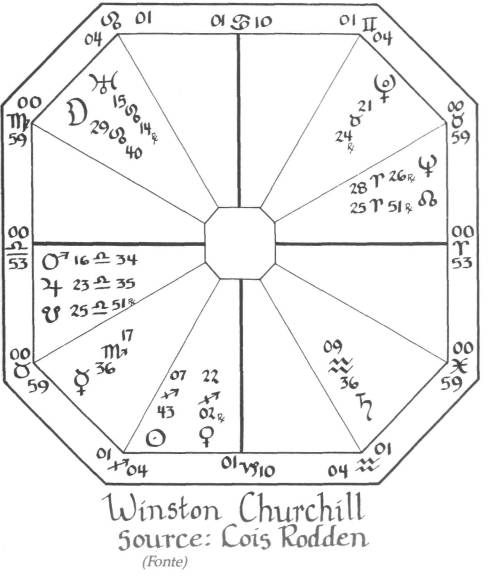 04 ♌ 01
01 ♋ 10
01 ♊ 04
00 ♍ 59
♅ 15 ♌ 14 ℞
☽ 29 ♌ 40
♇ 21 ♉ 24 ℞
00 ♉ 59
28 ♈ 26 ℞ ♆
25 ♈ 51 ℞ ☊
00 ♎ 53
00 ♈ 53
♂ 16 ♎ 34
♃ 23 ♎ 35
☋ 25 ♎ 51 ℞
00 ♉ 59
☿ 36 ♏ 17
07 ♐ 43 ☉
22 ♐ 02 ℞ ♀
09 ♒ 36 ♄
00 ♓ 59
01 ♐ 04
01 ♑ 10
04 ♒ 01
Winston Churchill
Source: Lois Rodden
(Fonte)